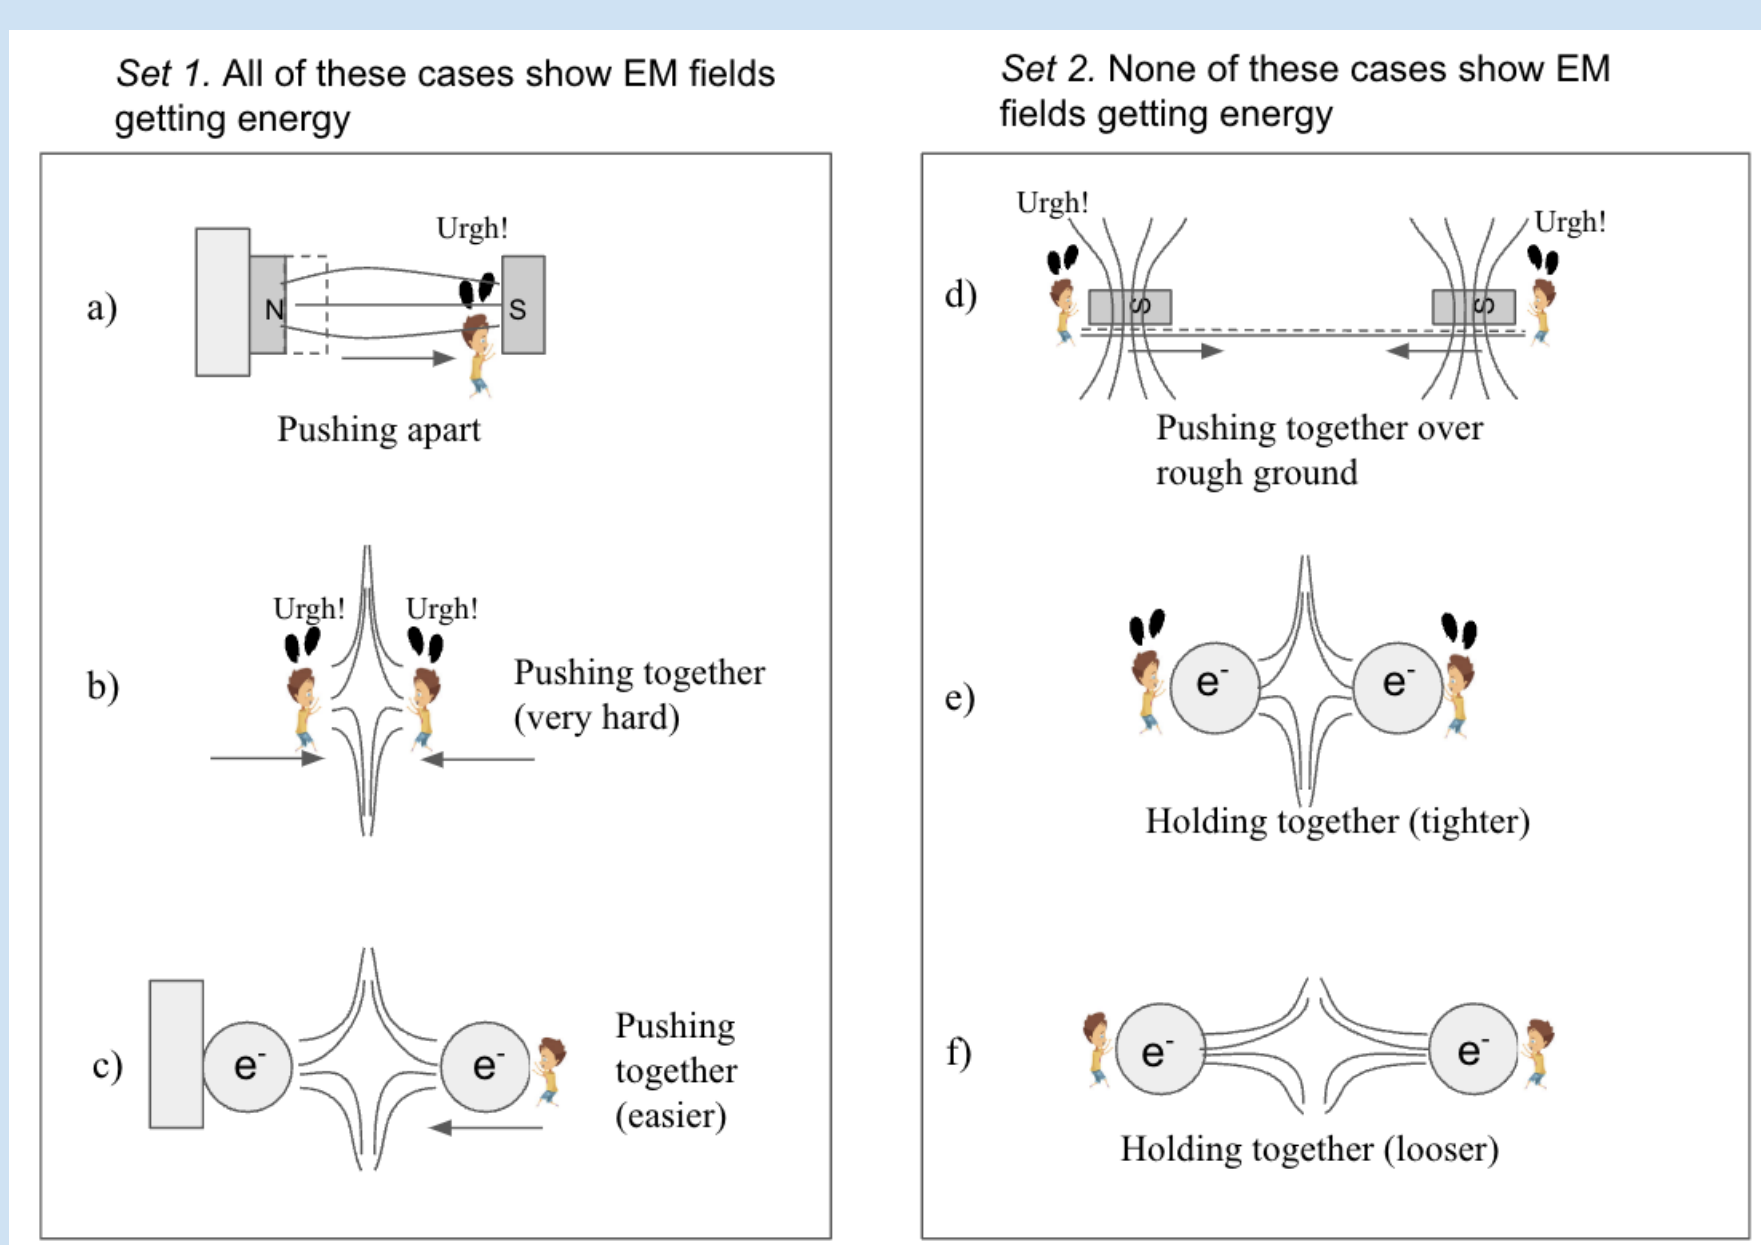 Set 1. All of these cases show EM fields
getting energy
a)
Urgh!
N
S
Pushing apart
b)
Urgh!
Urgh!
Pushing together
(very hard)
c)
e-
e-
Pushing
together
(easier)
Set 2. None of these cases show EM
fields getting energy
d)
Urgh!
Urgh!
S
S
Pushing together over
rough ground
e)
e-
e-
Holding together (tighter)
f)
e-
e-
Holding together (looser)